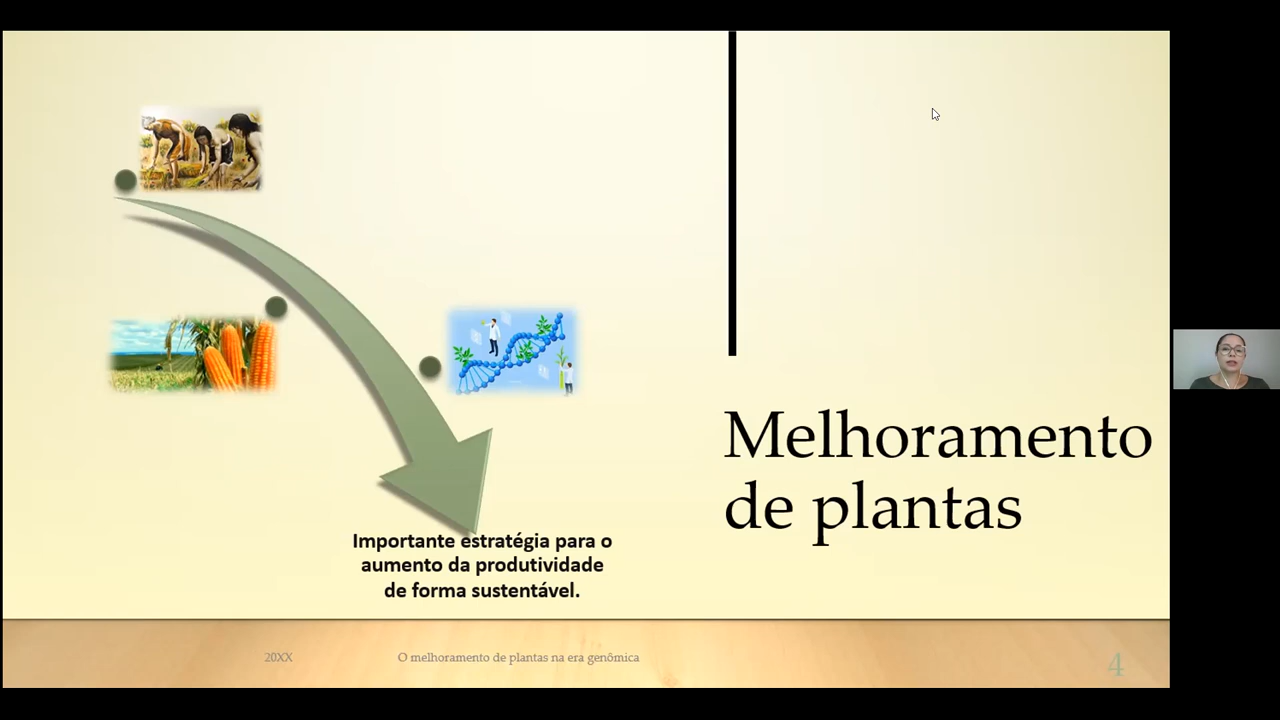 Melhoramento
de plantas
Importante estratégia para o
aumento da produtividade
de forma sustentável.
20XX
O melhoramento de plantas na era genômica
4